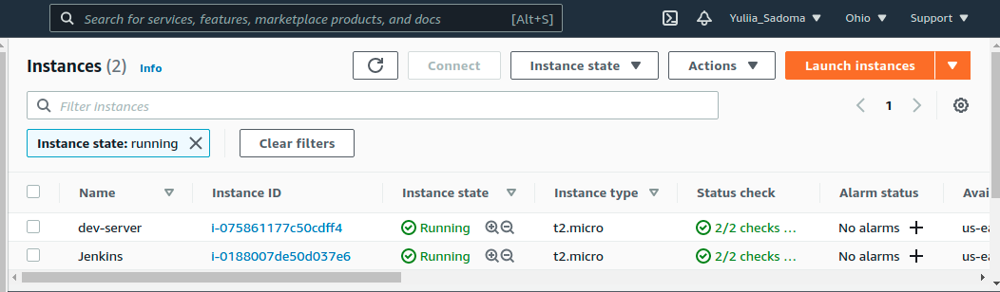 Search for services, features, marketplace products, and docs [Alt+S] Yuliia_Sadoma Ohio Support
Instances (2) Info Connect Instance state Actions Launch instances
Filter instances 1
Instance state: running Clear filters
Name Instance ID Instance state Instance type Status check Alarm status Avai
dev-server i-075861177c50cdff4 Running t2.micro 2/2 checks ... No alarms us-ea
Jenkins i-0188007de50d037e6 Running t2.micro 2/2 checks ... No alarms us-ea